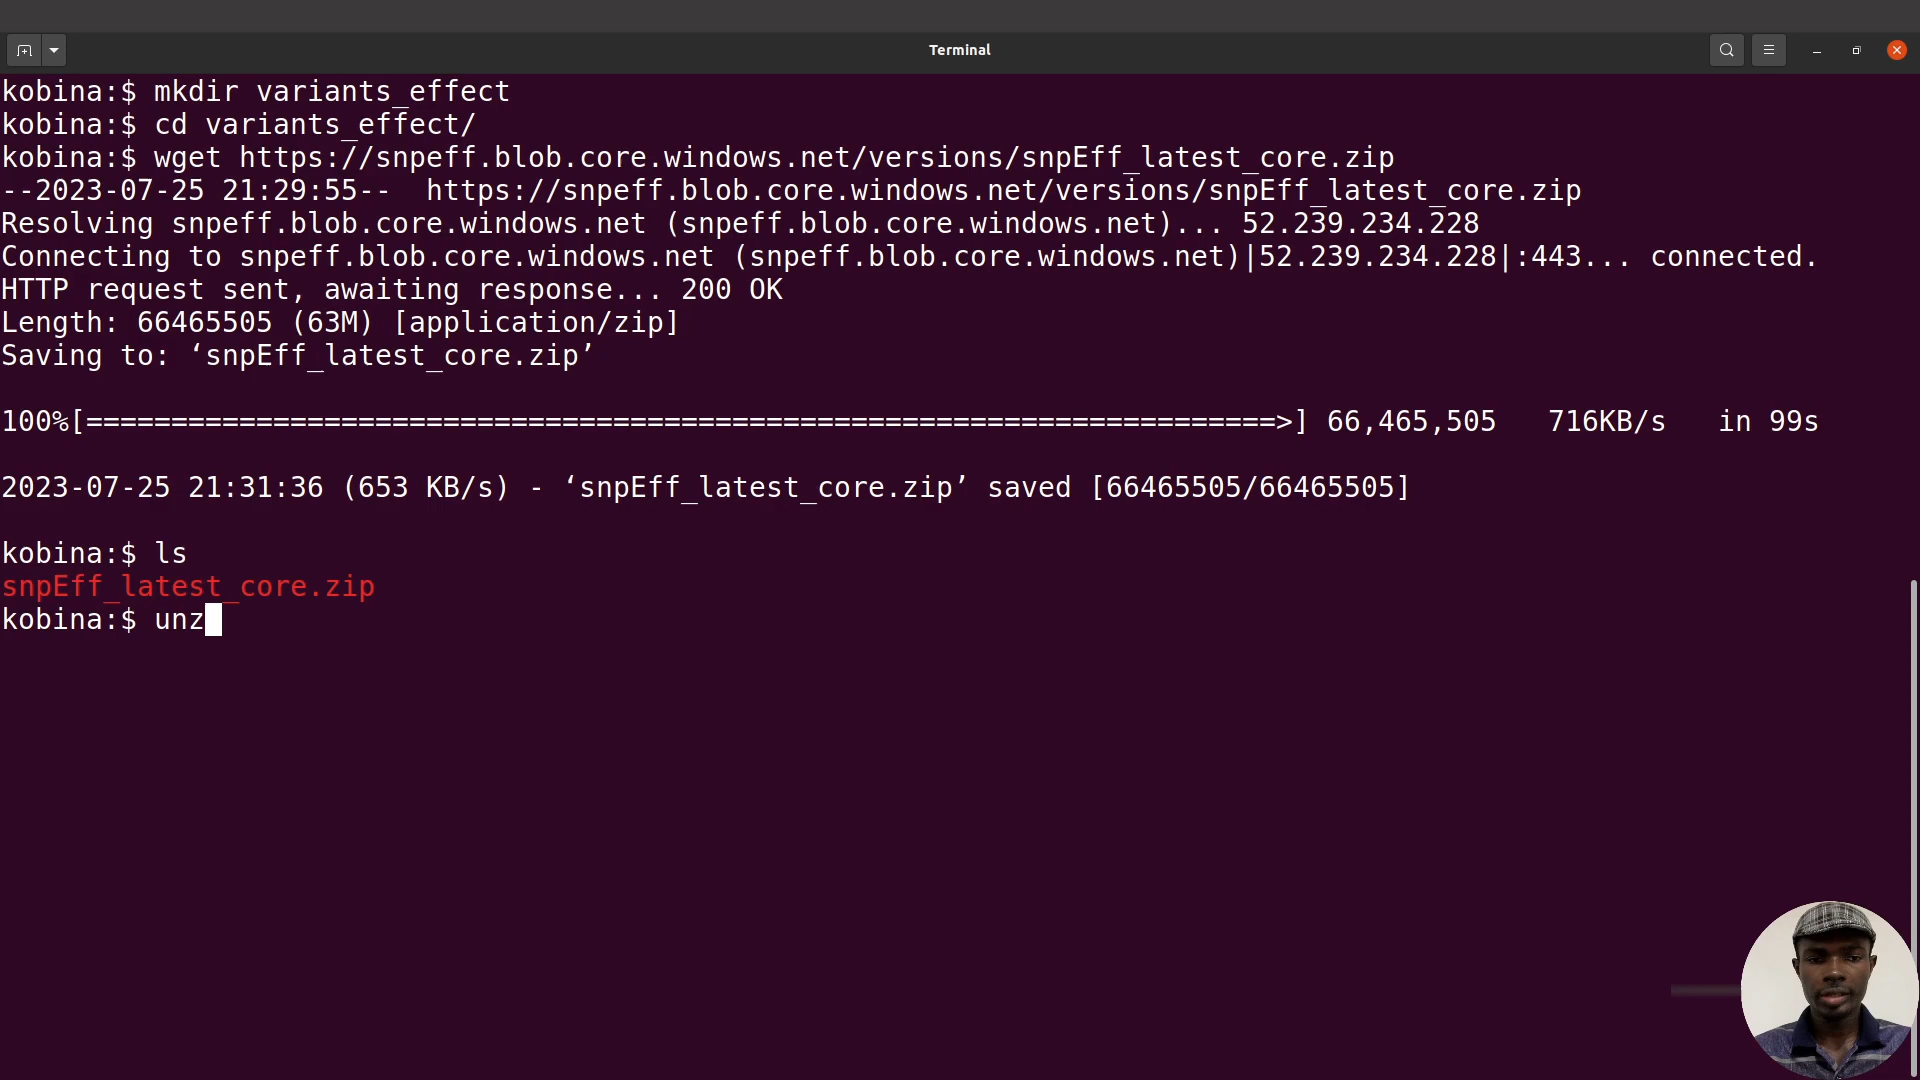 Terminal
kobina:$ mkdir variants_effect
kobina:$ cd variants_effect/
kobina:$ wget https://snpeff.blob.core.windows.net/versions/snpEff_latest_core.zip
--2023-07-25 21:29:55--  https://snpeff.blob.core.windows.net/versions/snpEff_latest_core.zip
Resolving snpeff.blob.core.windows.net (snpeff.blob.core.windows.net)... 52.239.234.228
Connecting to snpeff.blob.core.windows.net (snpeff.blob.core.windows.net)|52.239.234.228|:443... connected.
HTTP request sent, awaiting response... 200 OK
Length: 66465505 (63M) [application/zip]
Saving to: ‘snpEff_latest_core.zip’
100%[======================================================================>] 66,465,505   716KB/s   in 99s
2023-07-25 21:31:36 (653 KB/s) - ‘snpEff_latest_core.zip’ saved [66465505/66465505]
kobina:$ ls
snpEff_latest_core.zip
kobina:$ unz